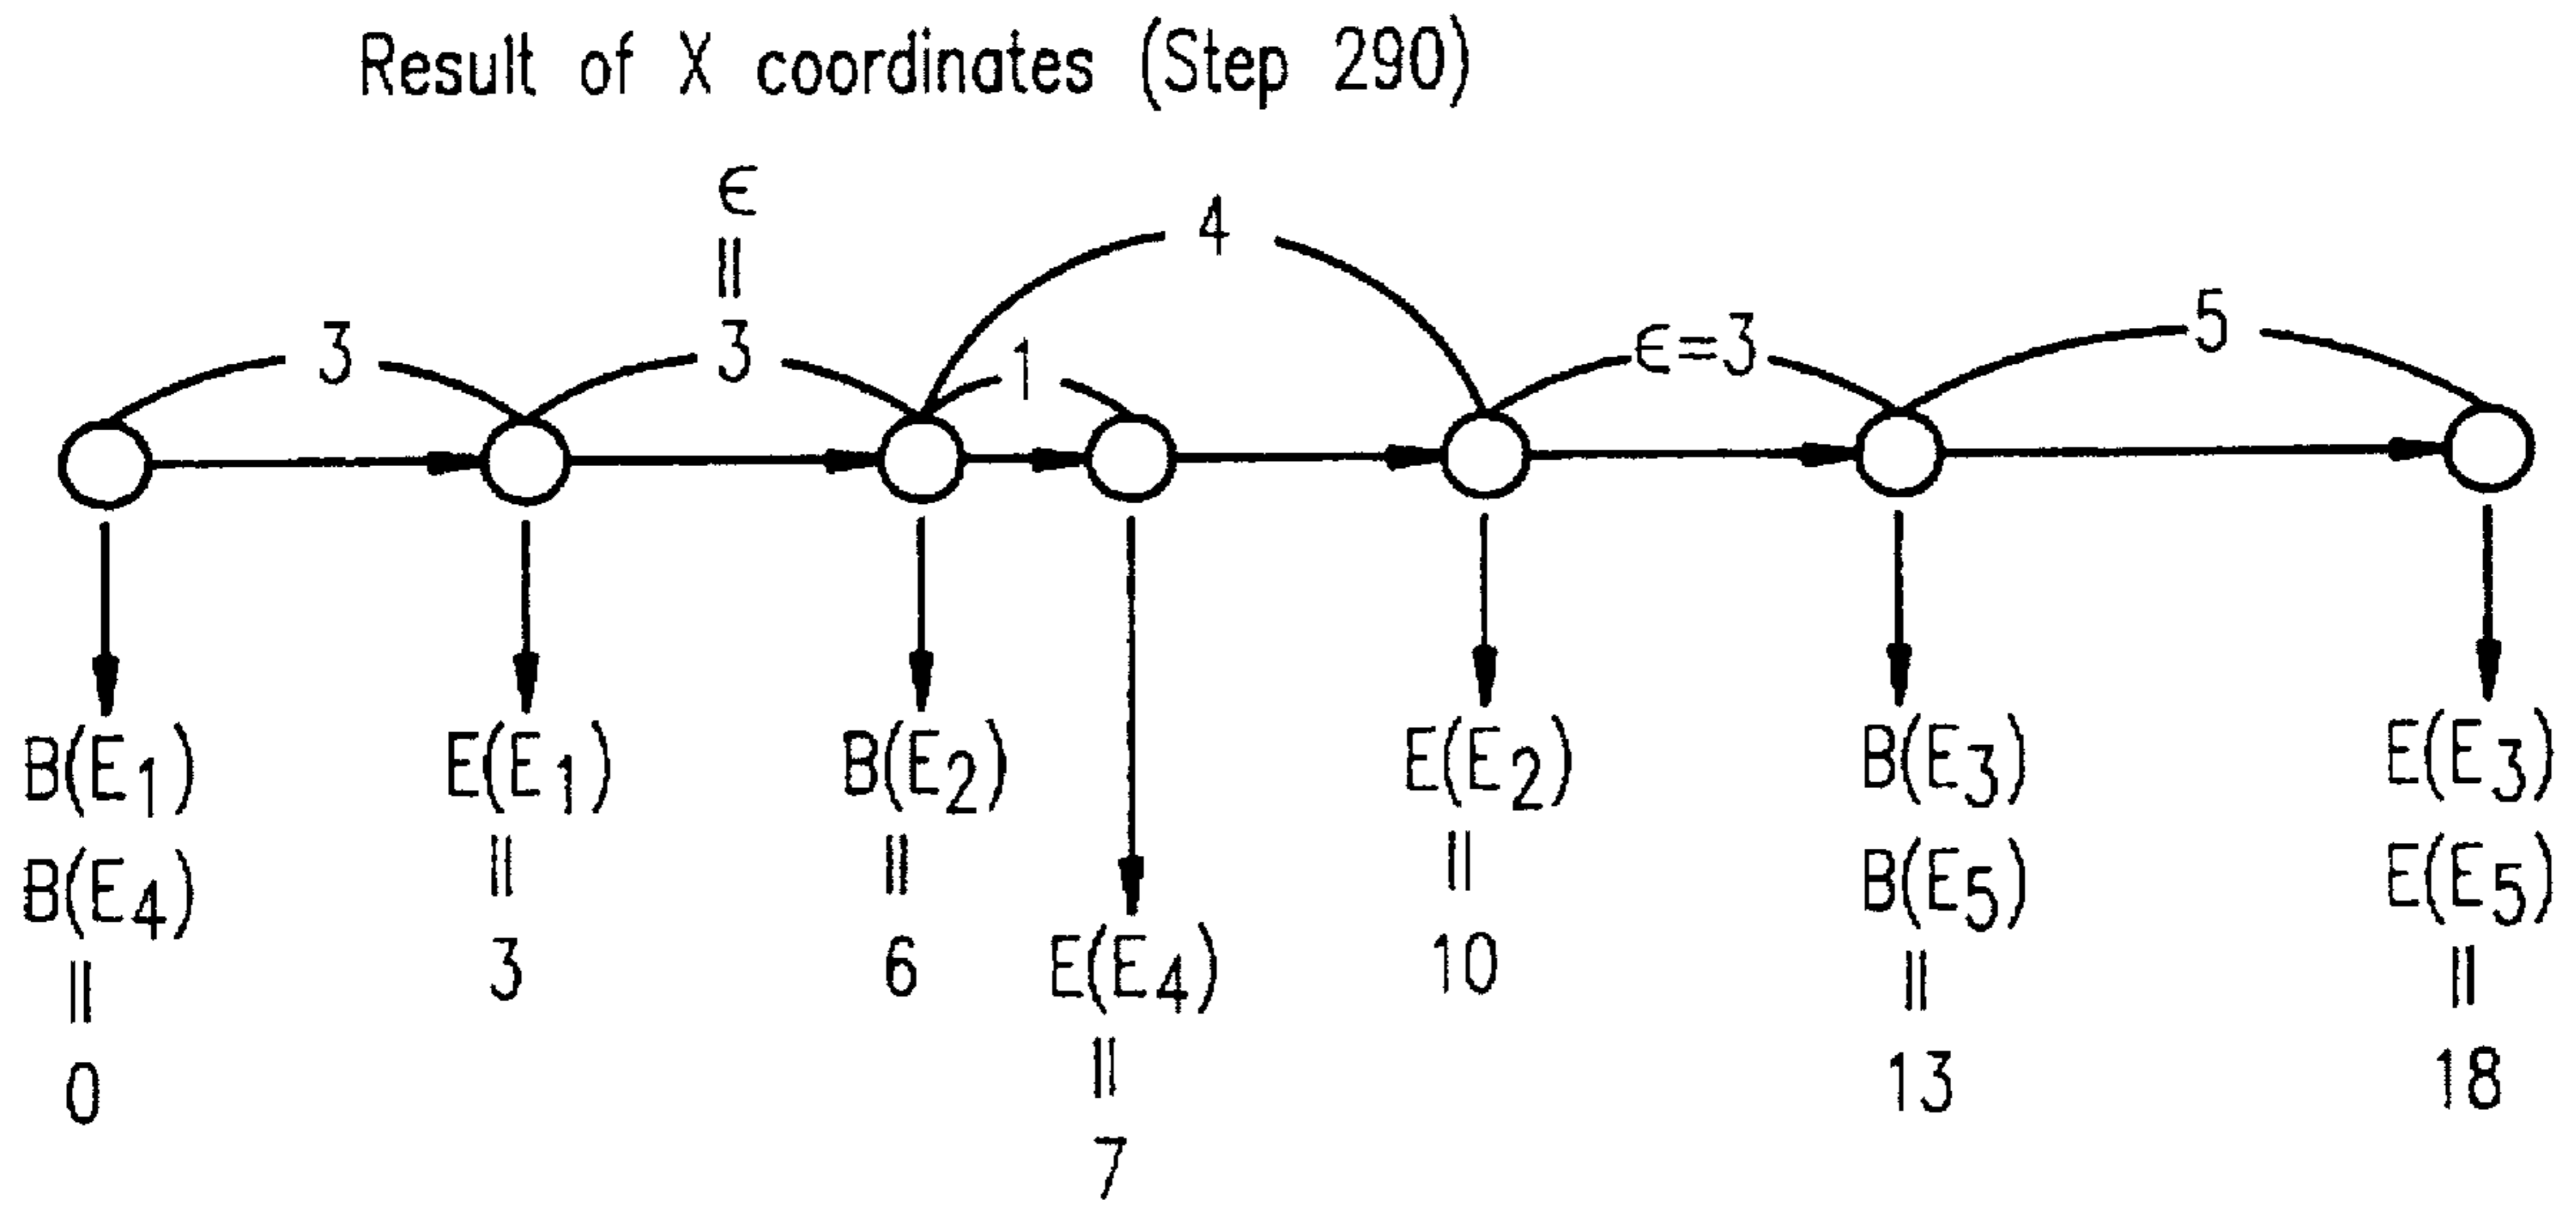 Result of X coordinates (Step 290)
ϵ
||
3
3
1
4
ϵ=3
5
B(E1)
B(E4)
||
0
E(E1)
||
3
B(E2)
||
6
E(E4)
||
7
E(E2)
||
10
B(E3)
B(E5)
||
13
E(E3)
E(E5)
||
18